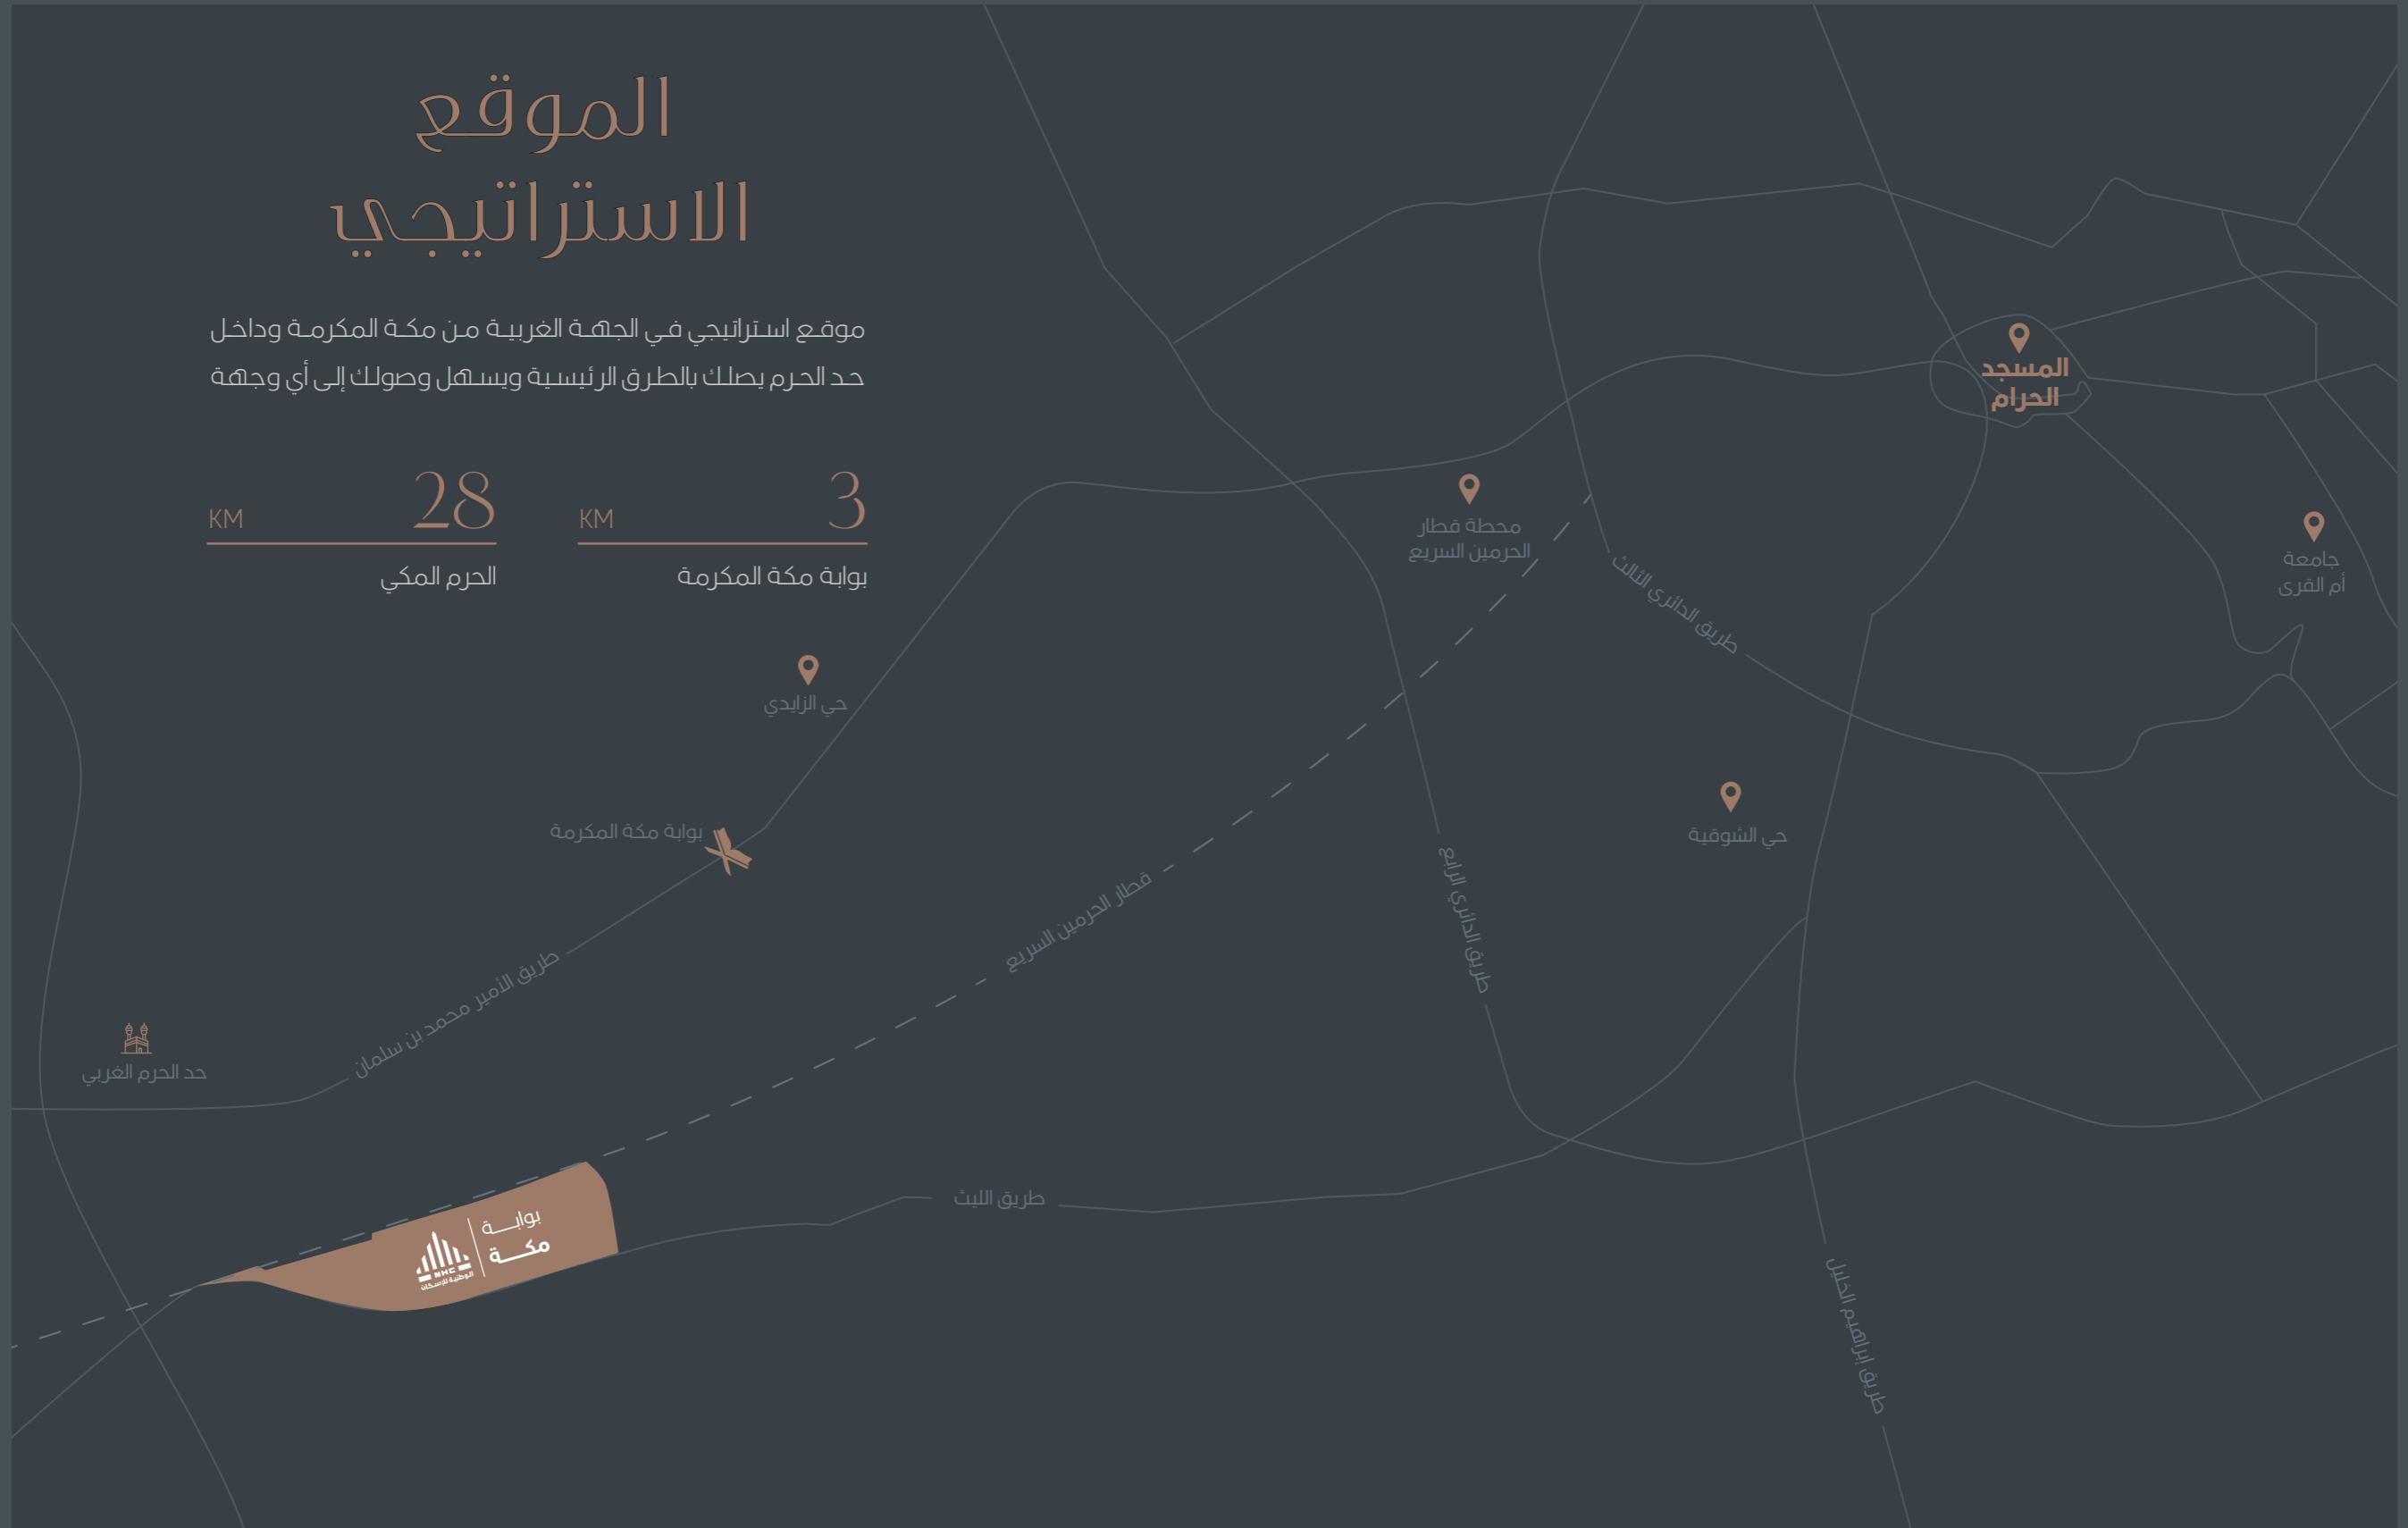 الموقع
الاستراتيجي
موقع استراتيجي في الجهة الغربية من مكة المكرمة وداخل
حد الحرم يصلك بالطرق الرئيسية ويسهل وصولك إلى أي وجهة
3 KM
بوابة مكة المكرمة
28 KM
الحرم المكي
المسجد
الحرام
محطة قطار
الحرمين السريع
جامعة
أم القرى
طريق الدائري الثالث
حي الزايدي
حي الشوقية
بوابة مكة المكرمة
طريق الدائري الرابع
قطار الحرمين السريع
طريق الأمير محمد بن سلمان
حد الحرم الغربي
طريق الليث
بوابة
مكة
NHC
الوطنية للإسكان
طريق إبراهيم الخليل